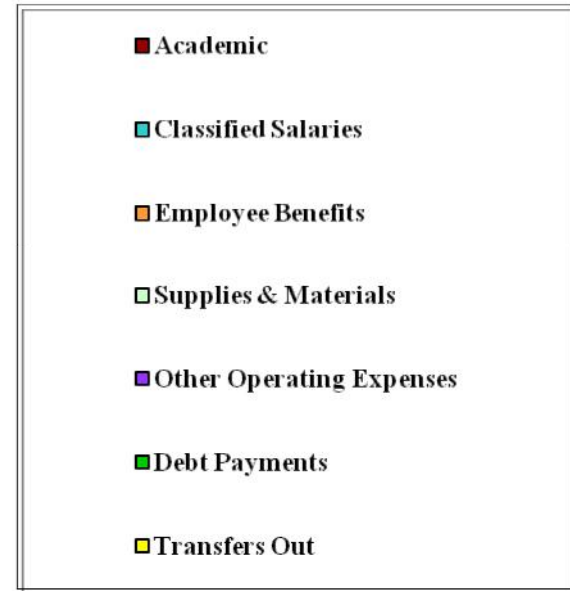 Academic
Classified Salaries
Employee Benefits
Supplies & Materials
Other Operating Expenses
Debt Payments
Transfers Out